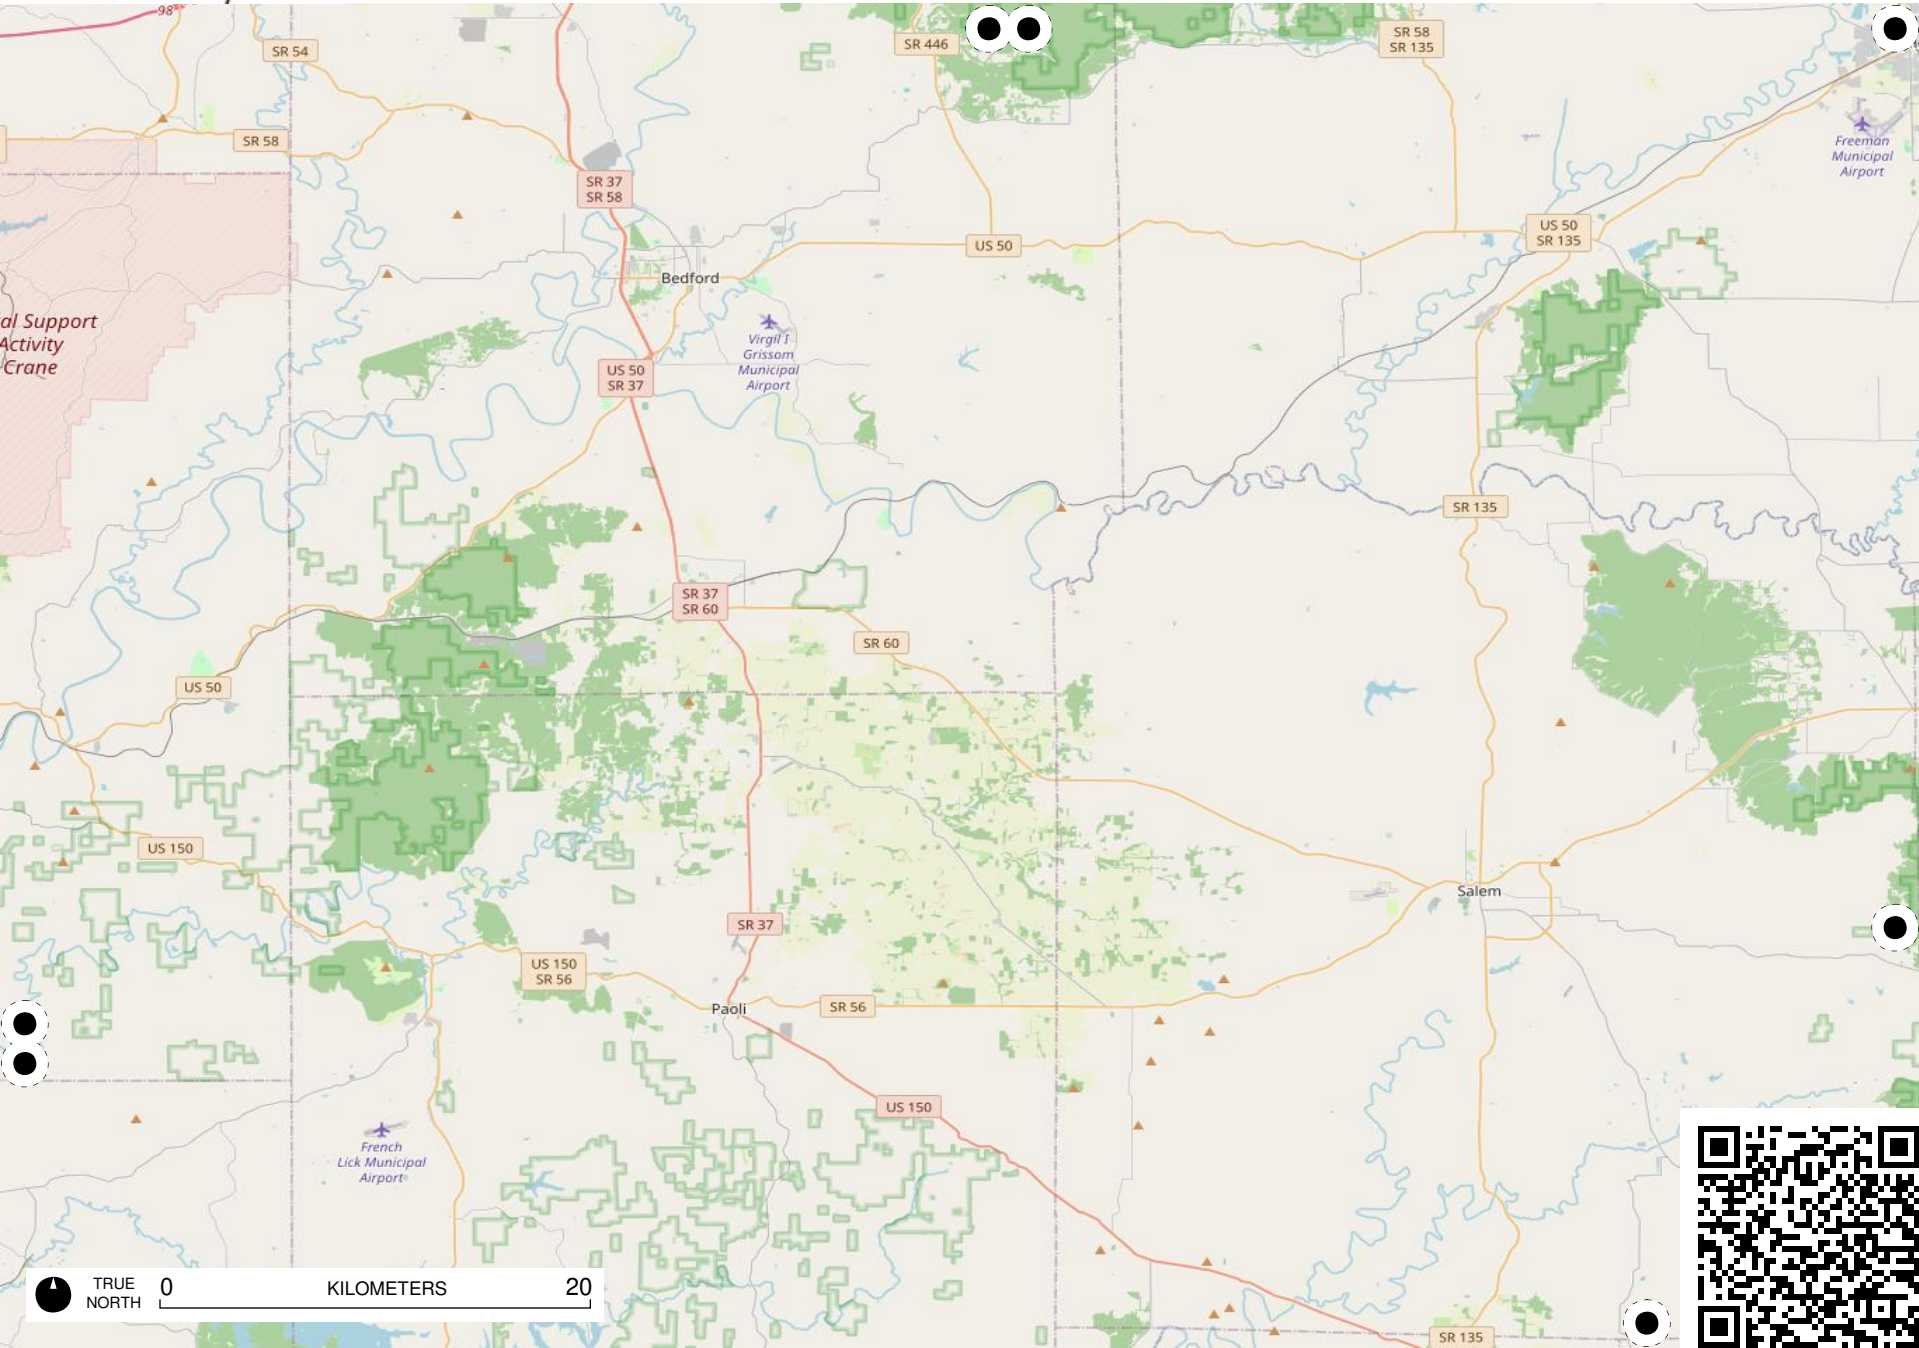 98
SR 54
SR 446
SR 58
SR 135
SR 58
Freeman
Municipal
Airport
SR 37
SR 58
US 50
US 50
SR 135
Bedford
al Support
Activity
Crane
Virgil I
Grissom
Municipal
Airport
US 50
SR 37
SR 135
SR 37
SR 60
SR 60
US 50
US 150
Salem
SR 37
US 150
SR 56
Paoli
SR 56
US 150
French
Lick Municipal
Airport
TRUE
NORTH
0 KILOMETERS 20
SR 135